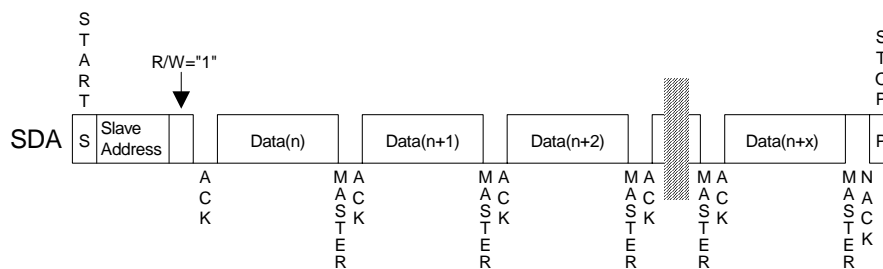 START
STOP
R/W="1"
SDA
S
Slave Address
Data(n)
Data(n+1)
Data(n+2)
Data(n+x)
P
ACK
MASTER ACK
MASTER ACK
MASTER ACK
MASTER ACK
MASTER NACK